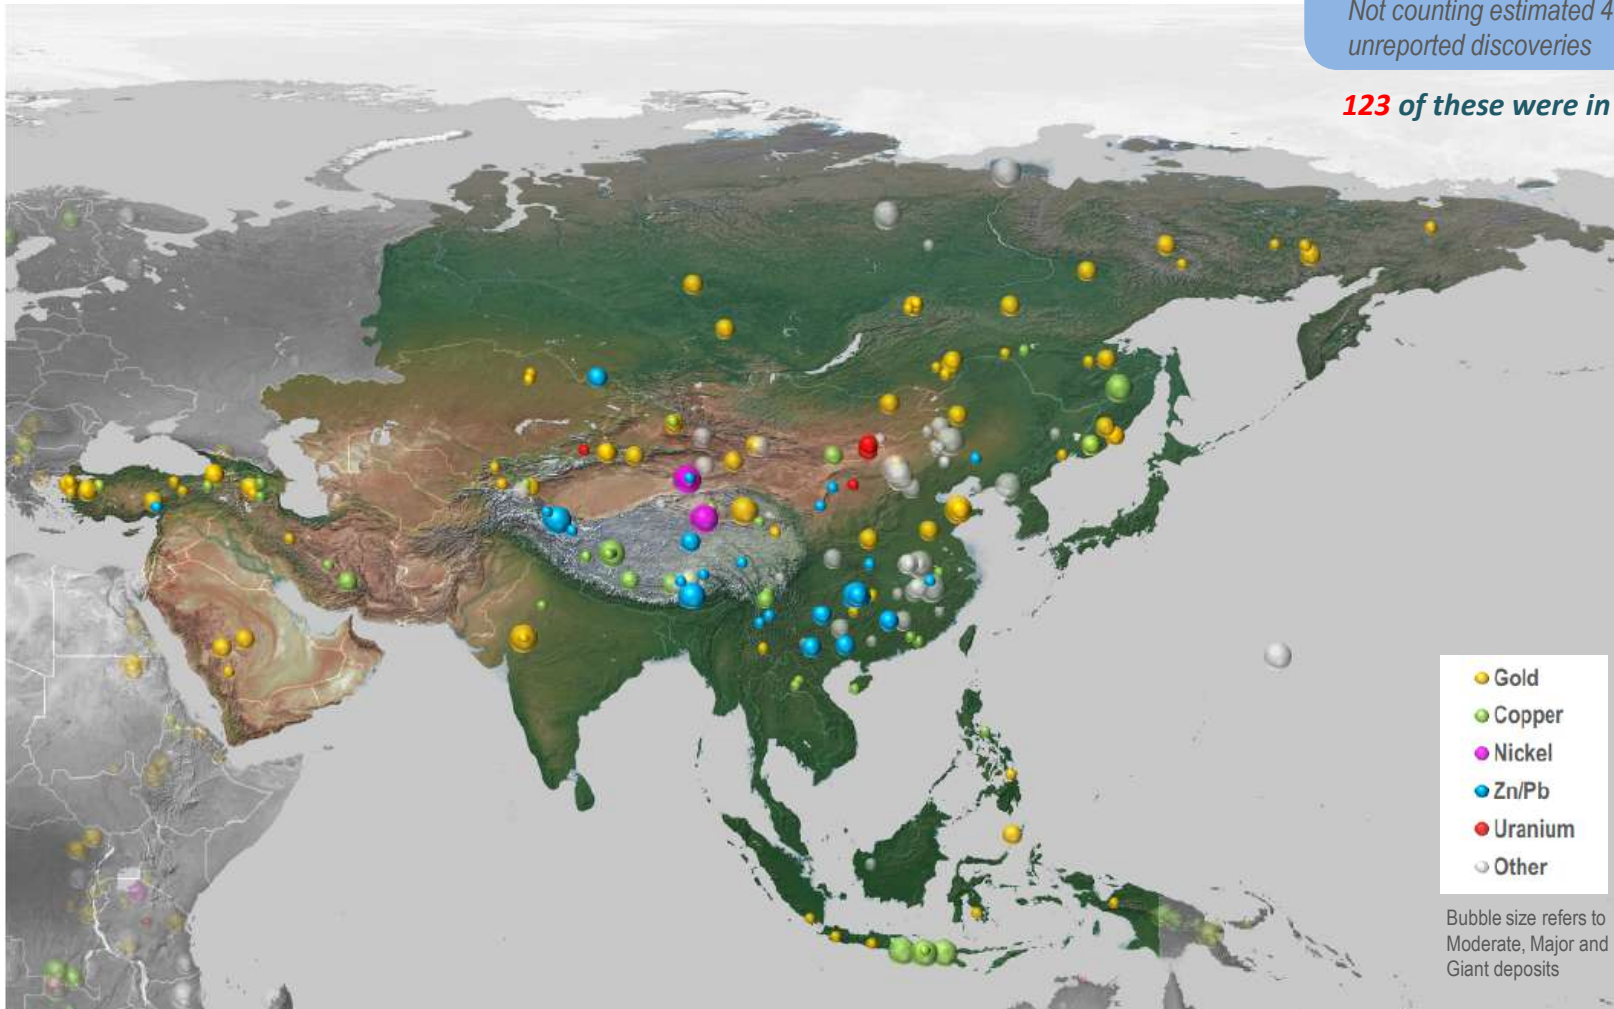 Not counting estimated 4
unreported discoveries
123 of these were in
Gold
Copper
Nickel
Zn/Pb
Uranium
Other
Bubble size refers to
Moderate, Major and
Giant deposits